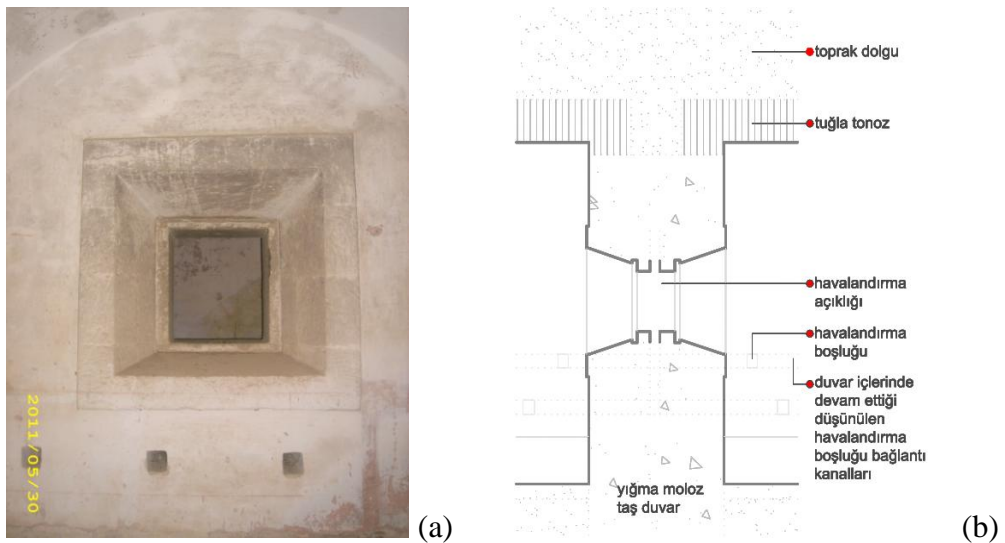 2011/05/30
(a)
toprak dolgu
tuğla tonoz
havalandırma
açıklığı
havalandırma
boşluğu
duvar içlerinde
devam ettiği
düşünülen
havalandırma
boşluğu bağlantı
kanalları
yığma moloz
taş duvar
(b)